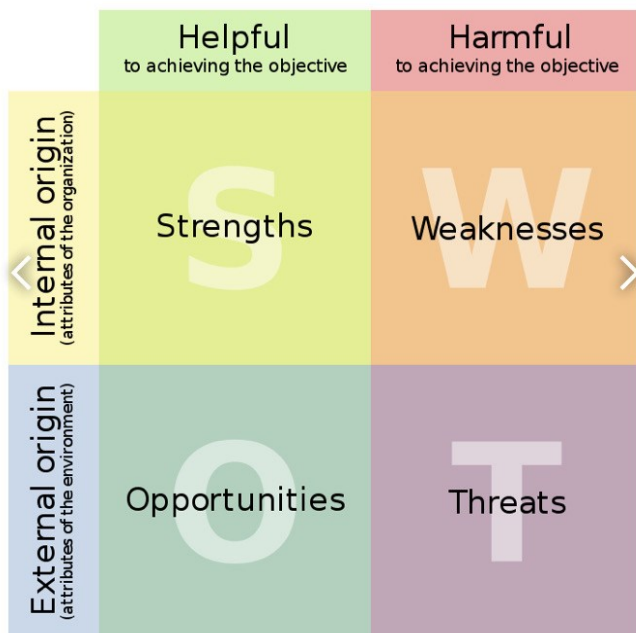 Helpful
to achieving the objective
Harmful
to achieving the objective
Internal origin
(attributes of the organization)
S
Strengths
W
Weaknesses
External origin
(attributes of the environment)
O
Opportunities
T
Threats